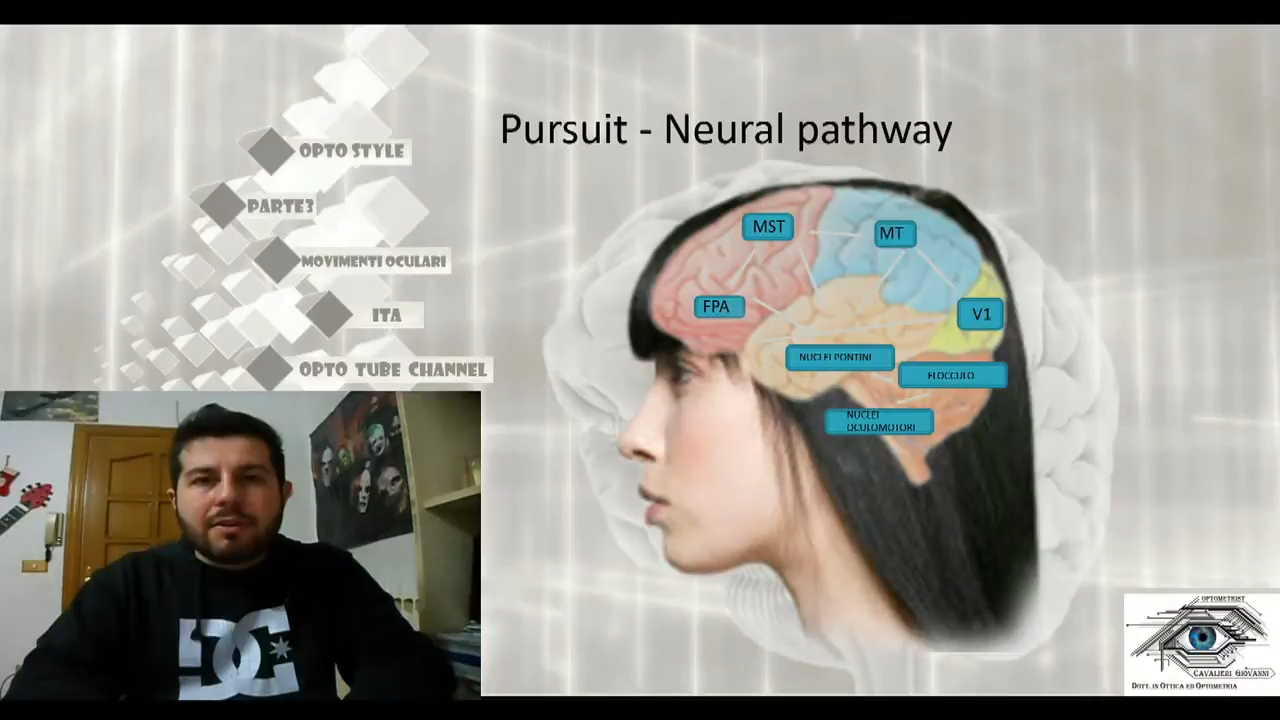 Pursuit - Neural pathway
OPTO STYLE
PARTE3
MOVIMENTI OCULARI
ITA
OPTO TUBE CHANNEL
MST
MT
FPA
V1
NUCLEI PONTINI
FLOCCULO
NUCLEI
OCULOMOTORI
DC
OPTOMETRIST
CAVALIERI GIOVANNI
DOTT. IN OTTICA ED OPTOMETRIA